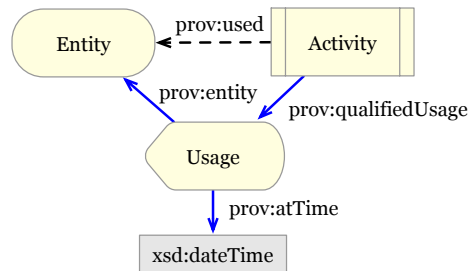 prov:used
Entity
Activity
prov:entity
prov:qualifiedUsage
Usage
prov:atTime
xsd:dateTime